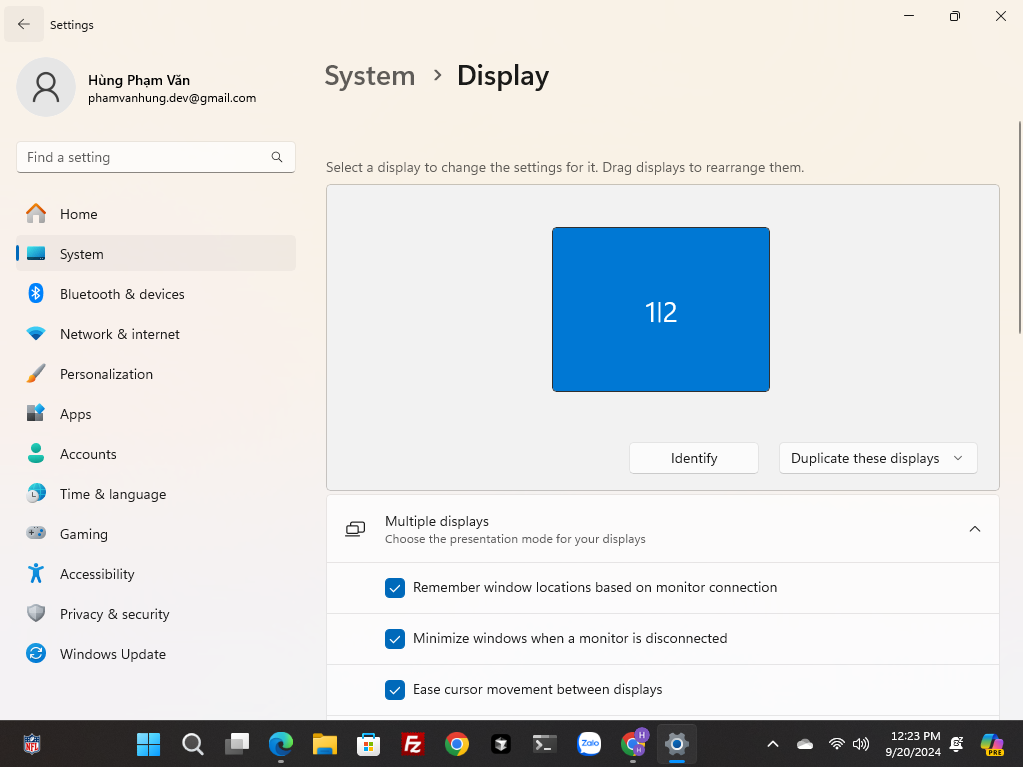 Settings
Hùng Phạm Văn
phamvanhung.dev@gmail.com
Find a setting
Home
System
Bluetooth & devices
Network & internet
Personalization
Apps
Accounts
Time & language
Gaming
Accessibility
Privacy & security
Windows Update
System › Display
Select a display to change the settings for it. Drag displays to rearrange them.
1|2
Identify
Duplicate these displays
Multiple displays
Choose the presentation mode for your displays
Remember window locations based on monitor connection
Minimize windows when a monitor is disconnected
Ease cursor movement between displays
NFL
Fz
Zalo
H
H
12:23 PM
9/20/2024
PRE